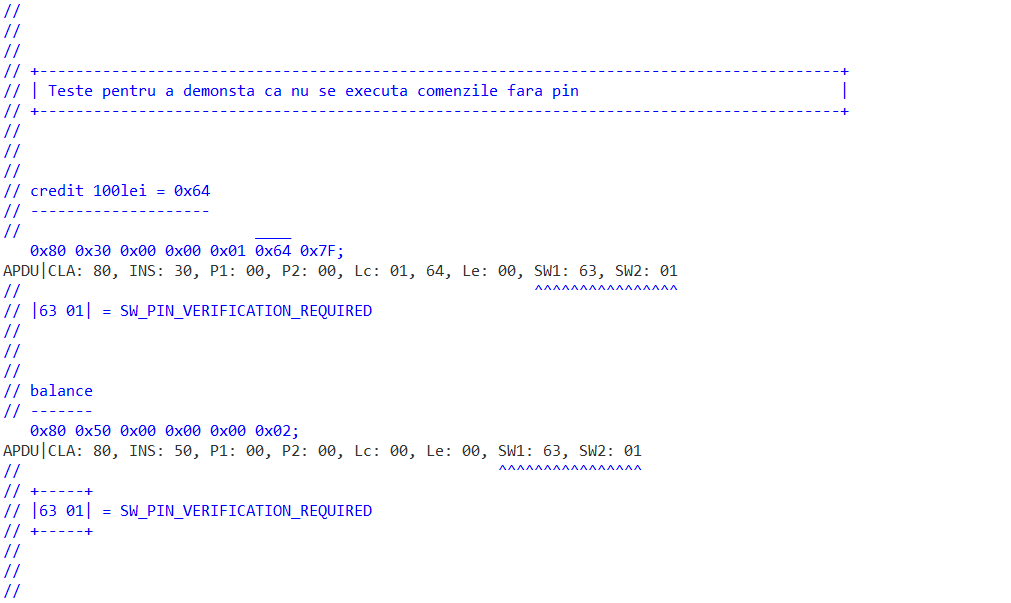 //
//
//
// +-----------------------------------------------------------------------------------------+
// | Teste pentru a demonsta ca nu se executa comenzile fara pin                             |
// +-----------------------------------------------------------------------------------------+
//
//
//
// credit 100lei = 0x64
// --------------------
//                          ____
   0x80 0x30 0x00 0x00 0x01 0x64 0x7F;
APDU|CLA: 80, INS: 30, P1: 00, P2: 00, Lc: 01, 64, Le: 00, SW1: 63, SW2: 01
//                                                         ^^^^^^^^^^^^^^^^
// |63 01| = SW_PIN_VERIFICATION_REQUIRED
//
//
//
// balance
// -------
   0x80 0x50 0x00 0x00 0x00 0x02;
APDU|CLA: 80, INS: 50, P1: 00, P2: 00, Lc: 00, Le: 00, SW1: 63, SW2: 01
//                                                     ^^^^^^^^^^^^^^^^
// +-----+
// |63 01| = SW_PIN_VERIFICATION_REQUIRED
// +-----+
//
//
//